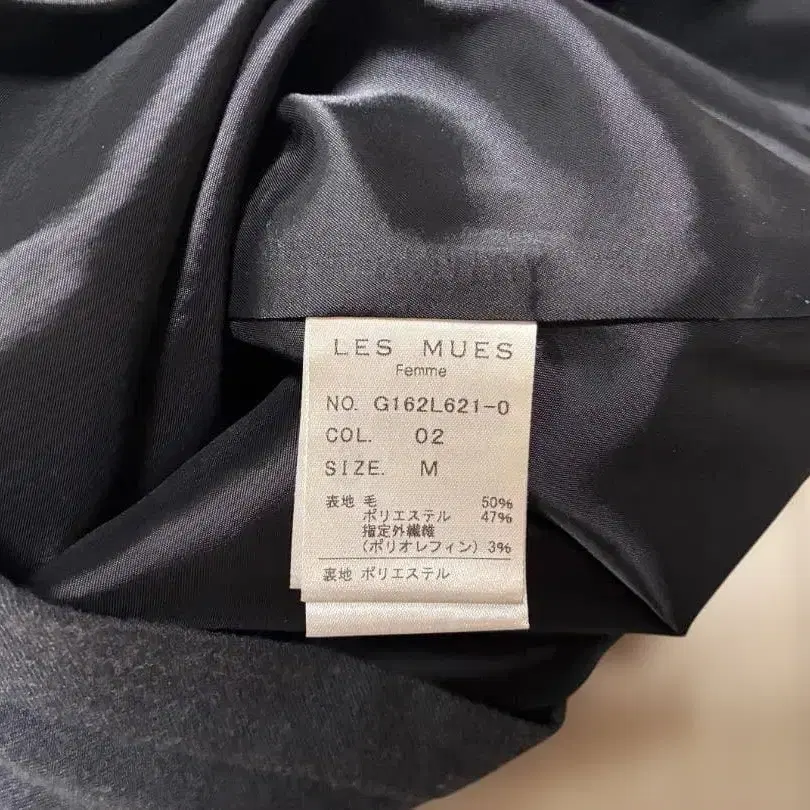 LES MUES
Femme
NO. G162L621-0
COL. 02
SIZE. M
表地 毛 50%
ポリエステル 47%
指定外繊維
(ポリオレフィン) 3%
裏地 ポリエステル